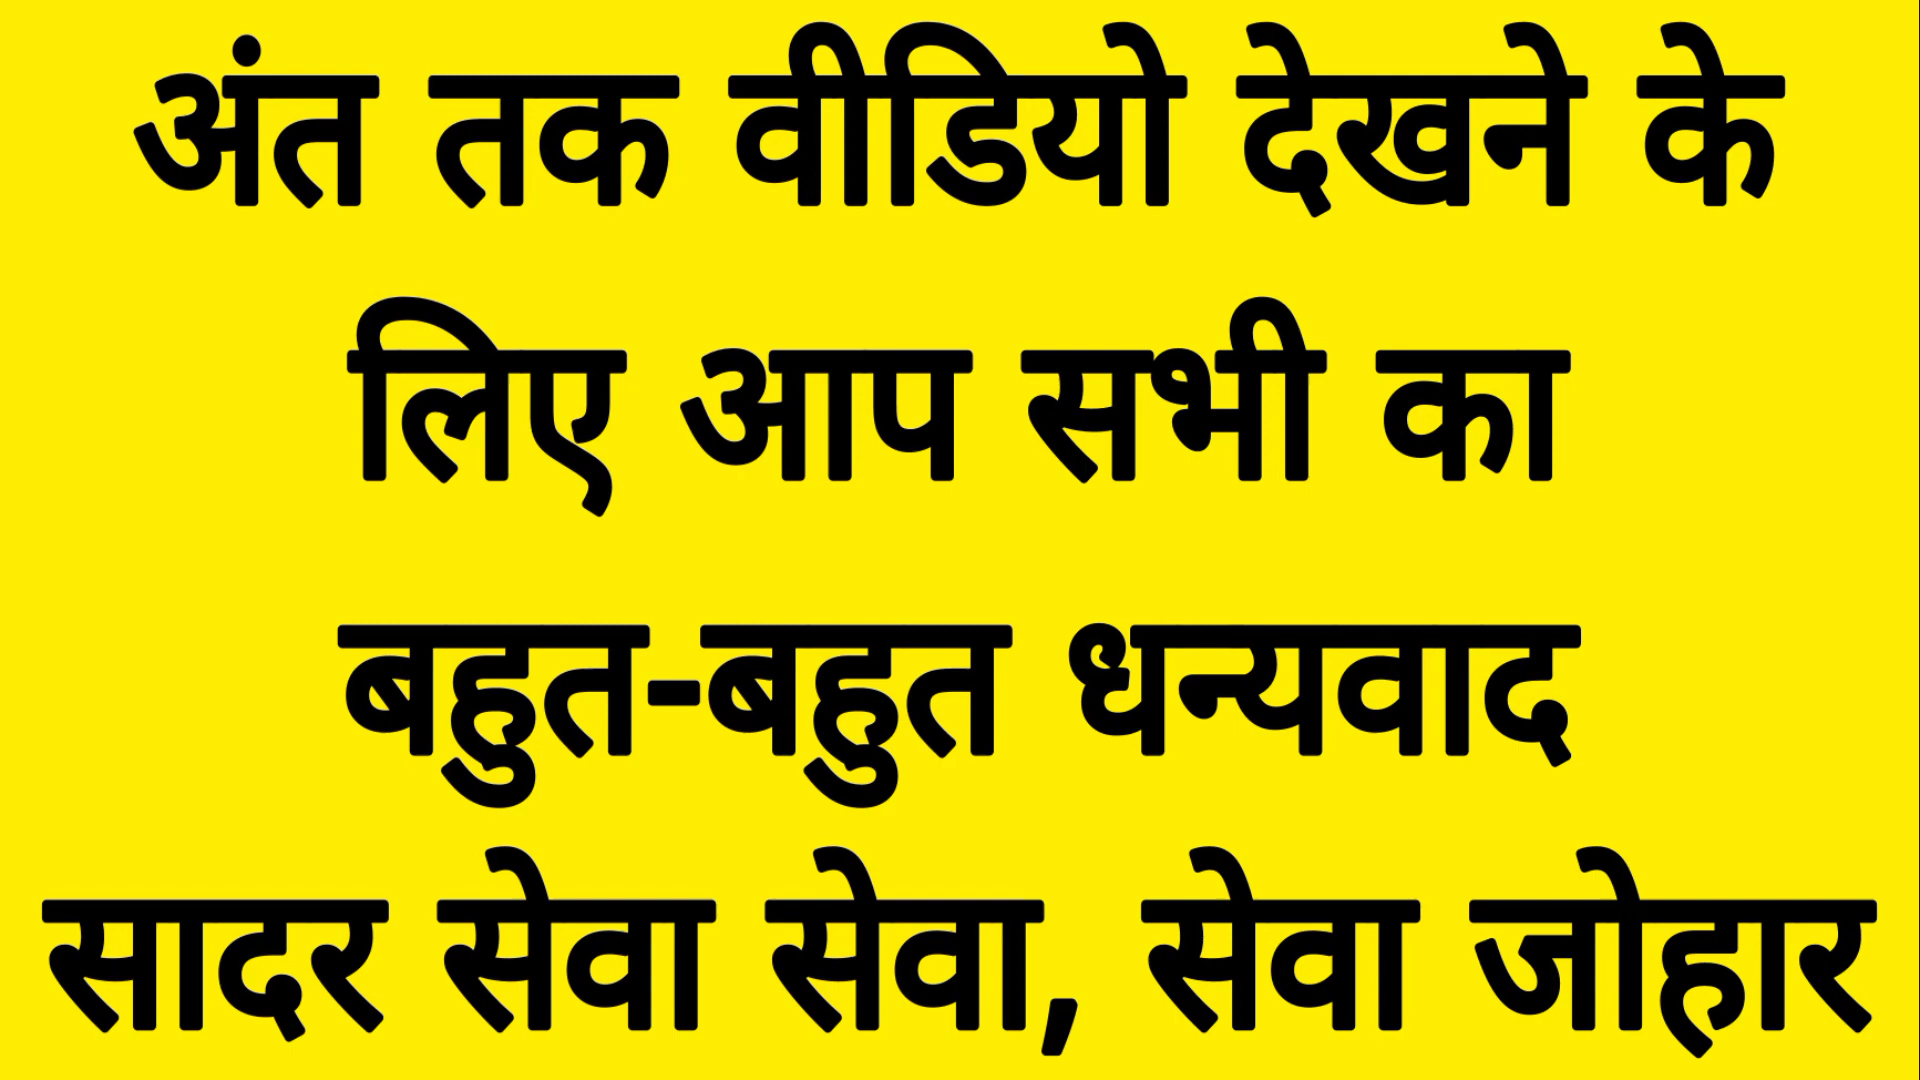 अंत तक वीडियो देखने के
लिए आप सभी का
बहुत-बहुत धन्यवाद
सादर सेवा सेवा, सेवा जोहार